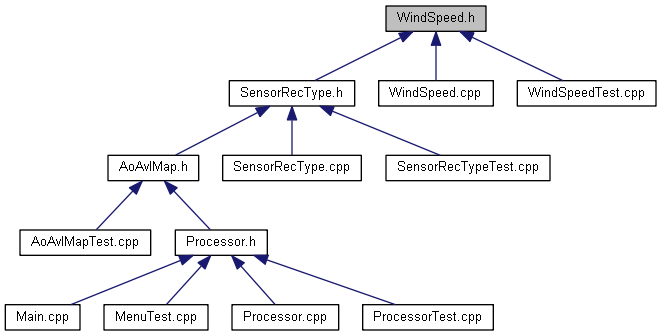 WindSpeed.h
SensorRecType.h
WindSpeed.cpp
WindSpeedTest.cpp
AoAvlMap.h
SensorRecType.cpp
SensorRecTypeTest.cpp
AoAvlMapTest.cpp
Processor.h
Main.cpp
MenuTest.cpp
Processor.cpp
ProcessorTest.cpp